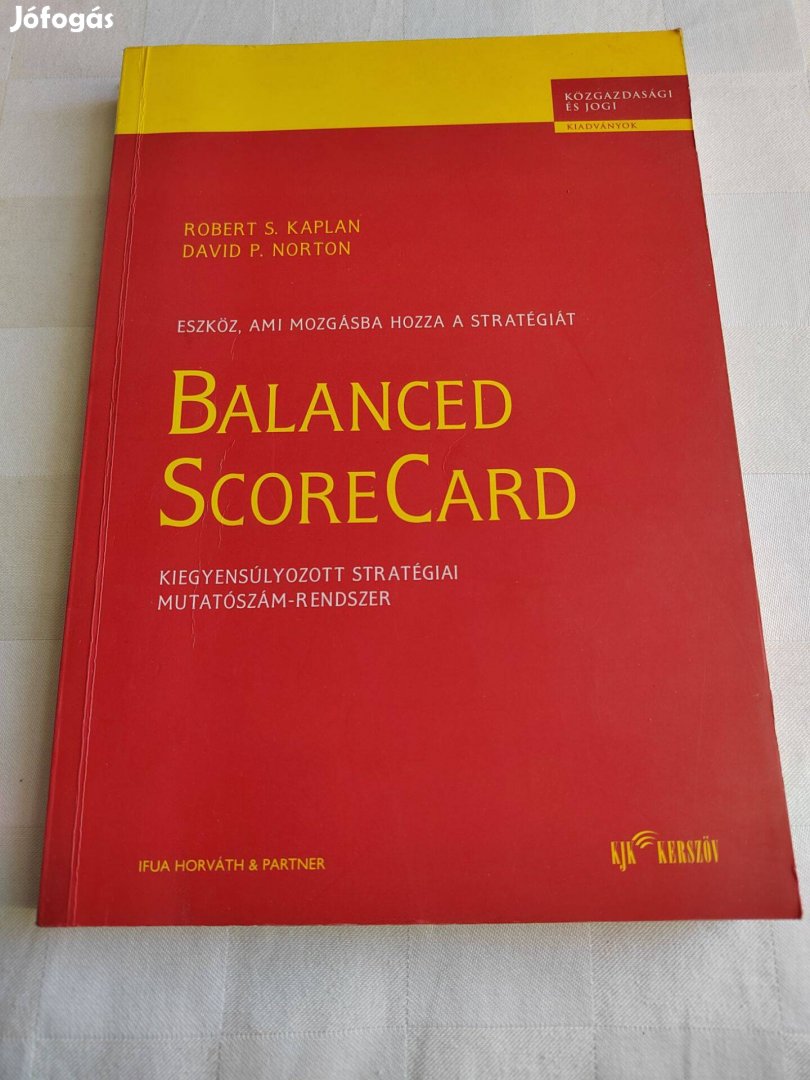 Jófogás
KÖZGAZDASÁGI
ÉS JOGI
KIADVÁNYOK
ROBERT S. KAPLAN
DAVID P. NORTON
ESZKÖZ, AMI MOZGÁSBA HOZZA A STRATÉGIÁT
BALANCED
SCORECARD
KIEGYENSÚLYOZOTT STRATÉGIAI
MUTATÓSZÁM-RENDSZER
IFUA HORVÁTH & PARTNER
KJK KERSZÖV